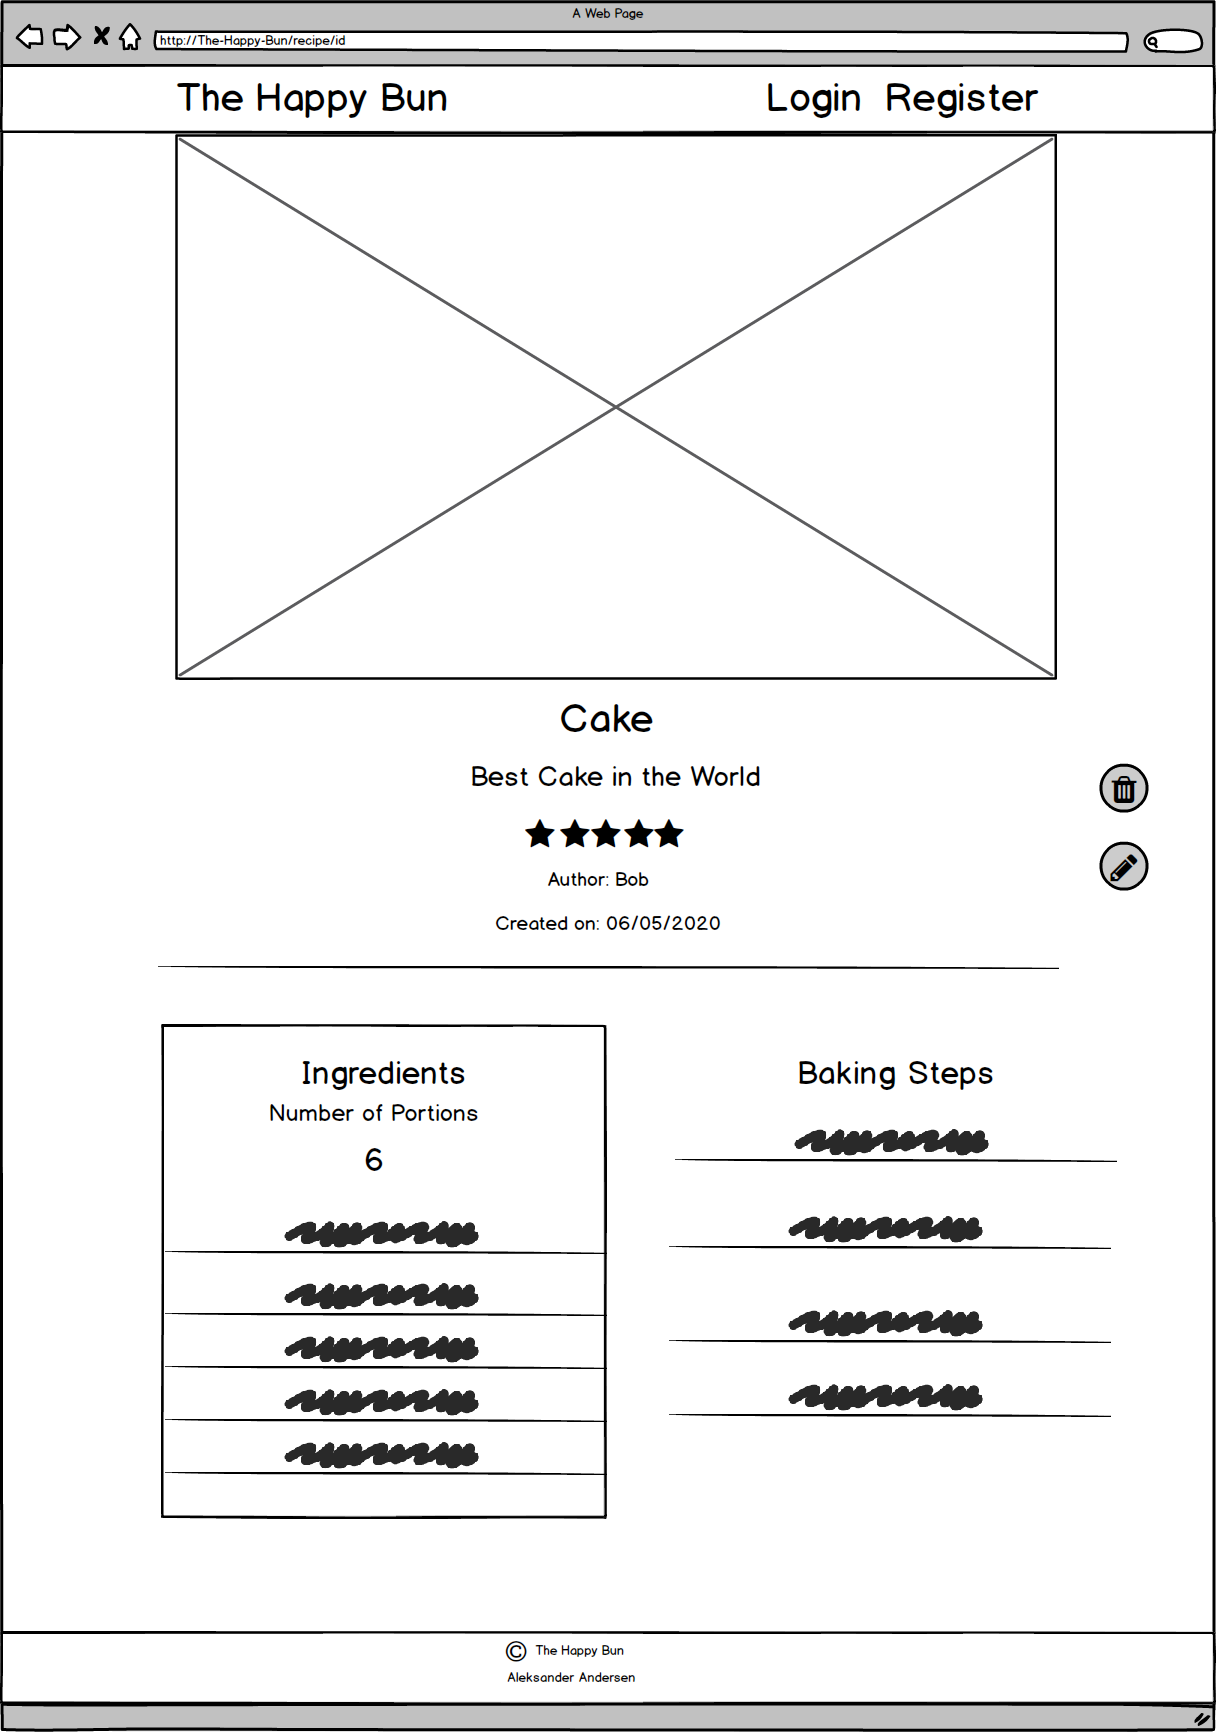 A Web Page
http://The-Happy-Bun/recipe/id
The Happy Bun
Login Register
Cake
Best Cake in the World
Author: Bob
Created on: 06/05/2020
Ingredients
Number of Portions
6
Baking Steps
© The Happy Bun
Aleksander Andersen